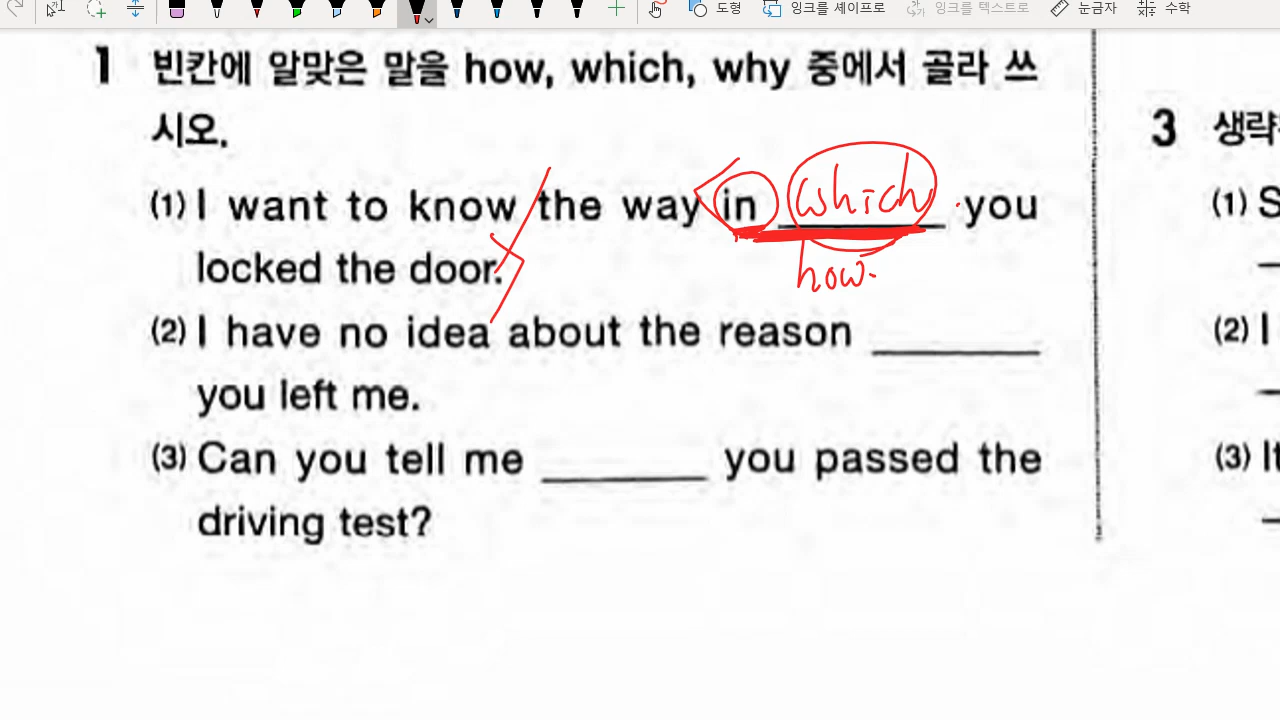 도형 잉크를 셰이프로 잉크를 텍스트로 눈금자 수학
1 빈칸에 알맞은 말을 how, which, why 중에서 골라 쓰
시오.
(1) I want to know the way in which you
locked the door.
how.
(2) I have no idea about the reason ______
you left me.
(3) Can you tell me ______ you passed the
driving test?
3 생략
(1) S
(2) I
(3) It